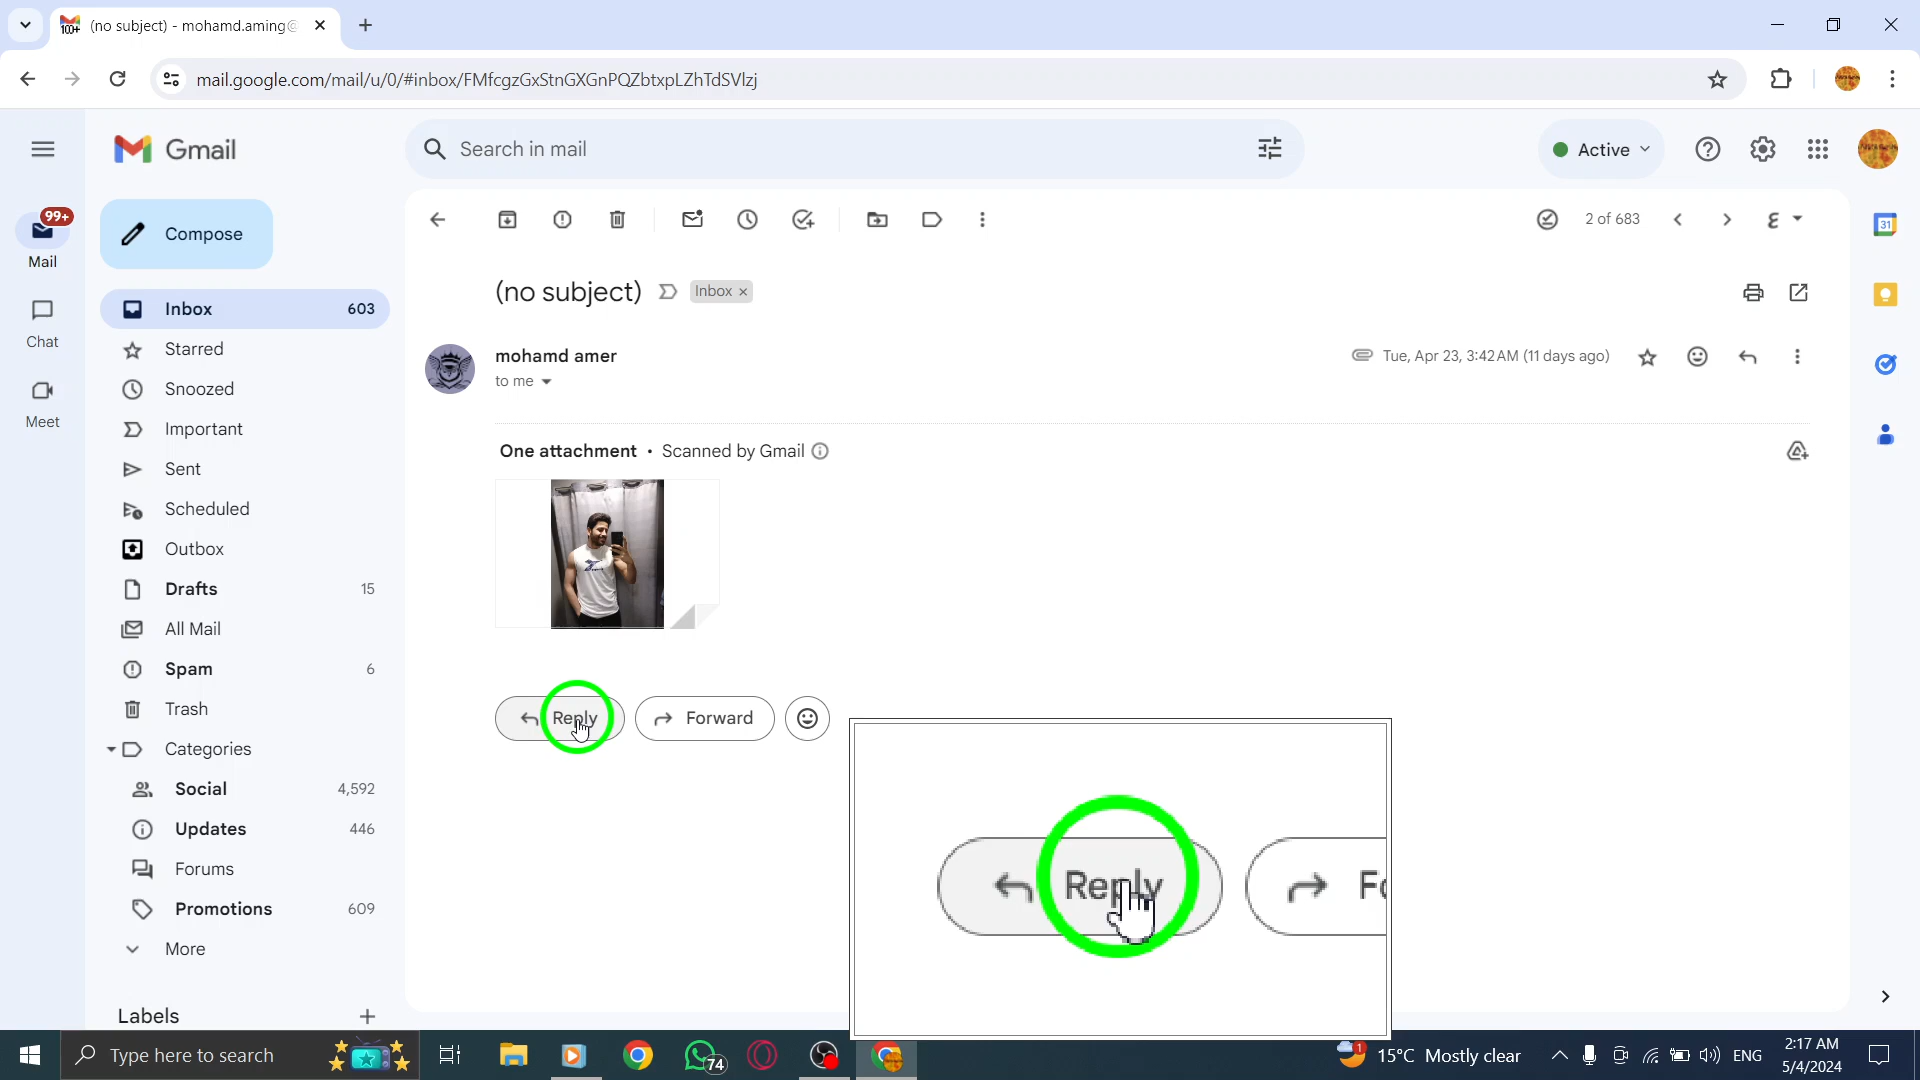 (no subject) - mohamd.aming@
100+
mail.google.com/mail/u/0/#inbox/FMfcgzGxStnGXGnPQZbtxpLZhTdSVlzj
Gmail
Search in mail
Active
99+
Mail
Chat
Meet
Compose
Inbox 603
Starred
Snoozed
Important
Sent
Scheduled
Outbox
Drafts 15
All Mail
Spam 6
Trash
Categories
Social 4,592
Updates 446
Forums
Promotions 609
More
Labels
2 of 683
(no subject)
Inbox ×
mohamd amer
to me
Tue, Apr 23, 3:42 AM (11 days ago)
One attachment • Scanned by Gmail
Reply
Forward
Reply
Fo
31
Type here to search
74
1
15°C Mostly clear
ENG
2:17 AM
5/4/2024